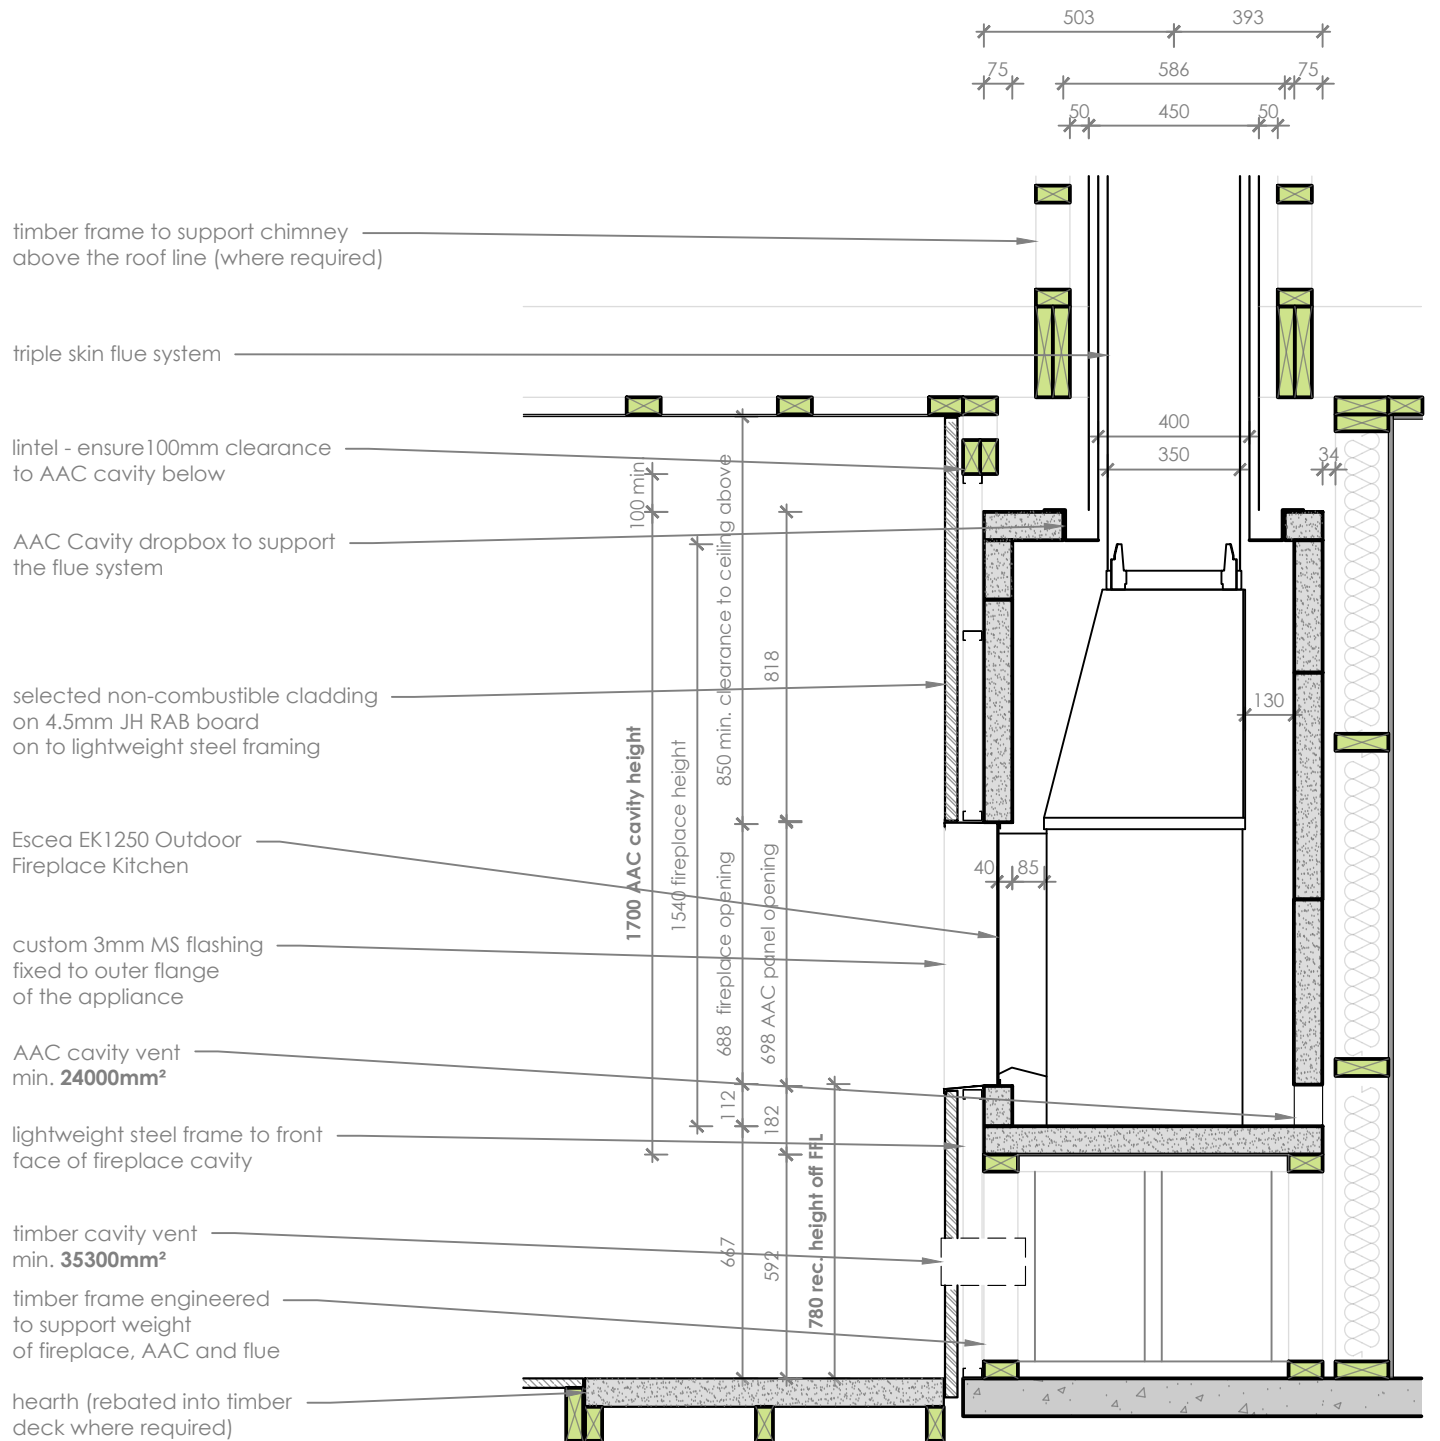 503
393
75
586
75
50
450
50
timber frame to support chimney
above the roof line (where required)
triple skin flue system
400
350
34
lintel - ensure100mm clearance
to AAC cavity below
100 min
850 min. clearance to ceiling above
AAC Cavity dropbox to support
the flue system
818
selected non-combustible cladding
on 4.5mm JH RAB board
on to lightweight steel framing
130
1700 AAC cavity height
1540 fireplace height
Escea EK1250 Outdoor
Fireplace Kitchen
688 fireplace opening
698 AAC panel opening
40
85
custom 3mm MS flashing
fixed to outer flange
of the appliance
AAC cavity vent
min. 24000mm²
112
182
lightweight steel frame to front
face of fireplace cavity
780 rec. height off FFL
timber cavity vent
min. 35300mm²
667
592
timber frame engineered
to support weight
of fireplace, AAC and flue
hearth (rebated into timber
deck where required)